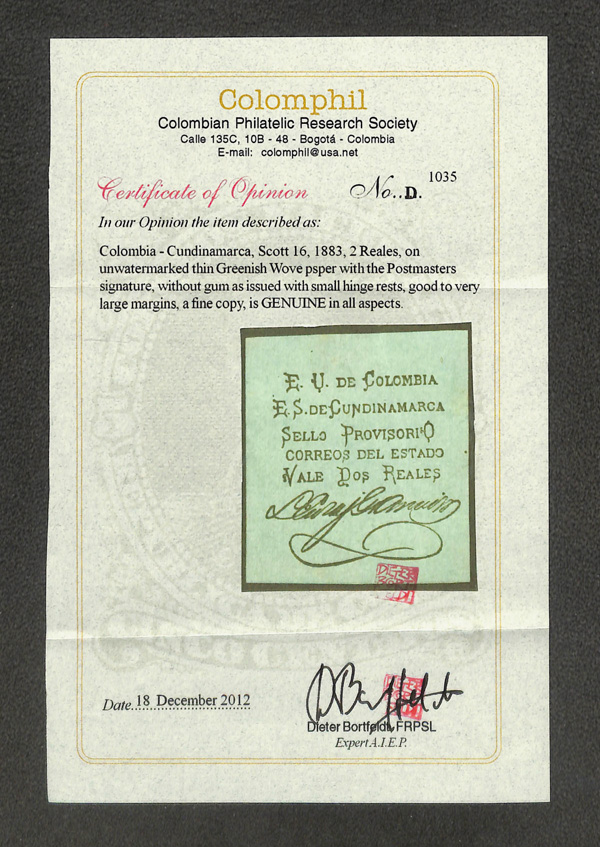 Colomphil
Colombian Philatelic Research Society
Calle 135C, 10B - 48 - Bogotá - Colombia
E-mail: colomphil@usa.net
Certificate of Opinion No..D. 1035
In our Opinion the item described as:
Colombia - Cundinamarca, Scott 16, 1883, 2 Reales, on
unwatermarked thin Greenish Wove psper with the Postmasters
signature, without gum as issued with small hinge rests, good to very
large margins, a fine copy, is GENUINE in all aspects.
E. U. DE COLOMBIA
E. S. DE CUNDINAMARCA
SELLO PROVISORIO
CORREOS DEL ESTADO
VALE DOS REALES
Date. 18 December 2012
Dieter Bortfeldt, FRPSL
Expert A.I.E.P.